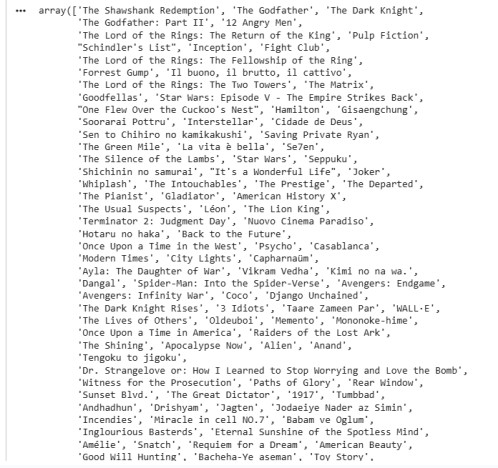 ••• array(['The Shawshank Redemption', 'The Godfather', 'The Dark Knight',
'The Godfather: Part II', '12 Angry Men',
'The Lord of the Rings: The Return of the King', 'Pulp Fiction',
"Schindler's List", 'Inception', 'Fight Club',
'The Lord of the Rings: The Fellowship of the Ring',
'Forrest Gump', 'Il buono, il brutto, il cattivo',
'The Lord of the Rings: The Two Towers', 'The Matrix',
'Goodfellas', 'Star Wars: Episode V - The Empire Strikes Back',
"One Flew Over the Cuckoo's Nest", 'Hamilton', 'Gisaengchung',
'Soorarai Pottru', 'Interstellar', 'Cidade de Deus',
'Sen to Chihiro no kamikakushi', 'Saving Private Ryan',
'The Green Mile', 'La vita è bella', 'Se7en',
'The Silence of the Lambs', 'Star Wars', 'Seppuku',
'Shichinin no samurai', "It's a Wonderful Life", 'Joker',
'Whiplash', 'The Intouchables', 'The Prestige', 'The Departed',
'The Pianist', 'Gladiator', 'American History X',
'The Usual Suspects', 'Léon', 'The Lion King',
'Terminator 2: Judgment Day', 'Nuovo Cinema Paradiso',
'Hotaru no haka', 'Back to the Future',
'Once Upon a Time in the West', 'Psycho', 'Casablanca',
'Modern Times', 'City Lights', 'Capharnaüm',
'Ayla: The Daughter of War', 'Vikram Vedha', 'Kimi no na wa.',
'Dangal', 'Spider-Man: Into the Spider-Verse', 'Avengers: Endgame',
'Avengers: Infinity War', 'Coco', 'Django Unchained',
'The Dark Knight Rises', '3 Idiots', 'Taare Zameen Par', 'WALL·E',
'The Lives of Others', 'Oldeuboi', 'Memento', 'Mononoke-hime',
'Once Upon a Time in America', 'Raiders of the Lost Ark',
'The Shining', 'Apocalypse Now', 'Alien', 'Anand',
'Tengoku to jigoku',
'Dr. Strangelove or: How I Learned to Stop Worrying and Love the Bomb',
'Witness for the Prosecution', 'Paths of Glory', 'Rear Window',
'Sunset Blvd.', 'The Great Dictator', '1917', 'Tumbbad',
'Andhadhun', 'Drishyam', 'Jagten', 'Jodaeiye Nader az Simin',
'Incendies', 'Miracle in cell NO.7', 'Babam ve Oglum',
'Inglourious Basterds', 'Eternal Sunshine of the Spotless Mind',
'Amélie', 'Snatch', 'Requiem for a Dream', 'American Beauty',
'Good Will Hunting', 'Bacheha-Ye aseman', 'Toy Story',